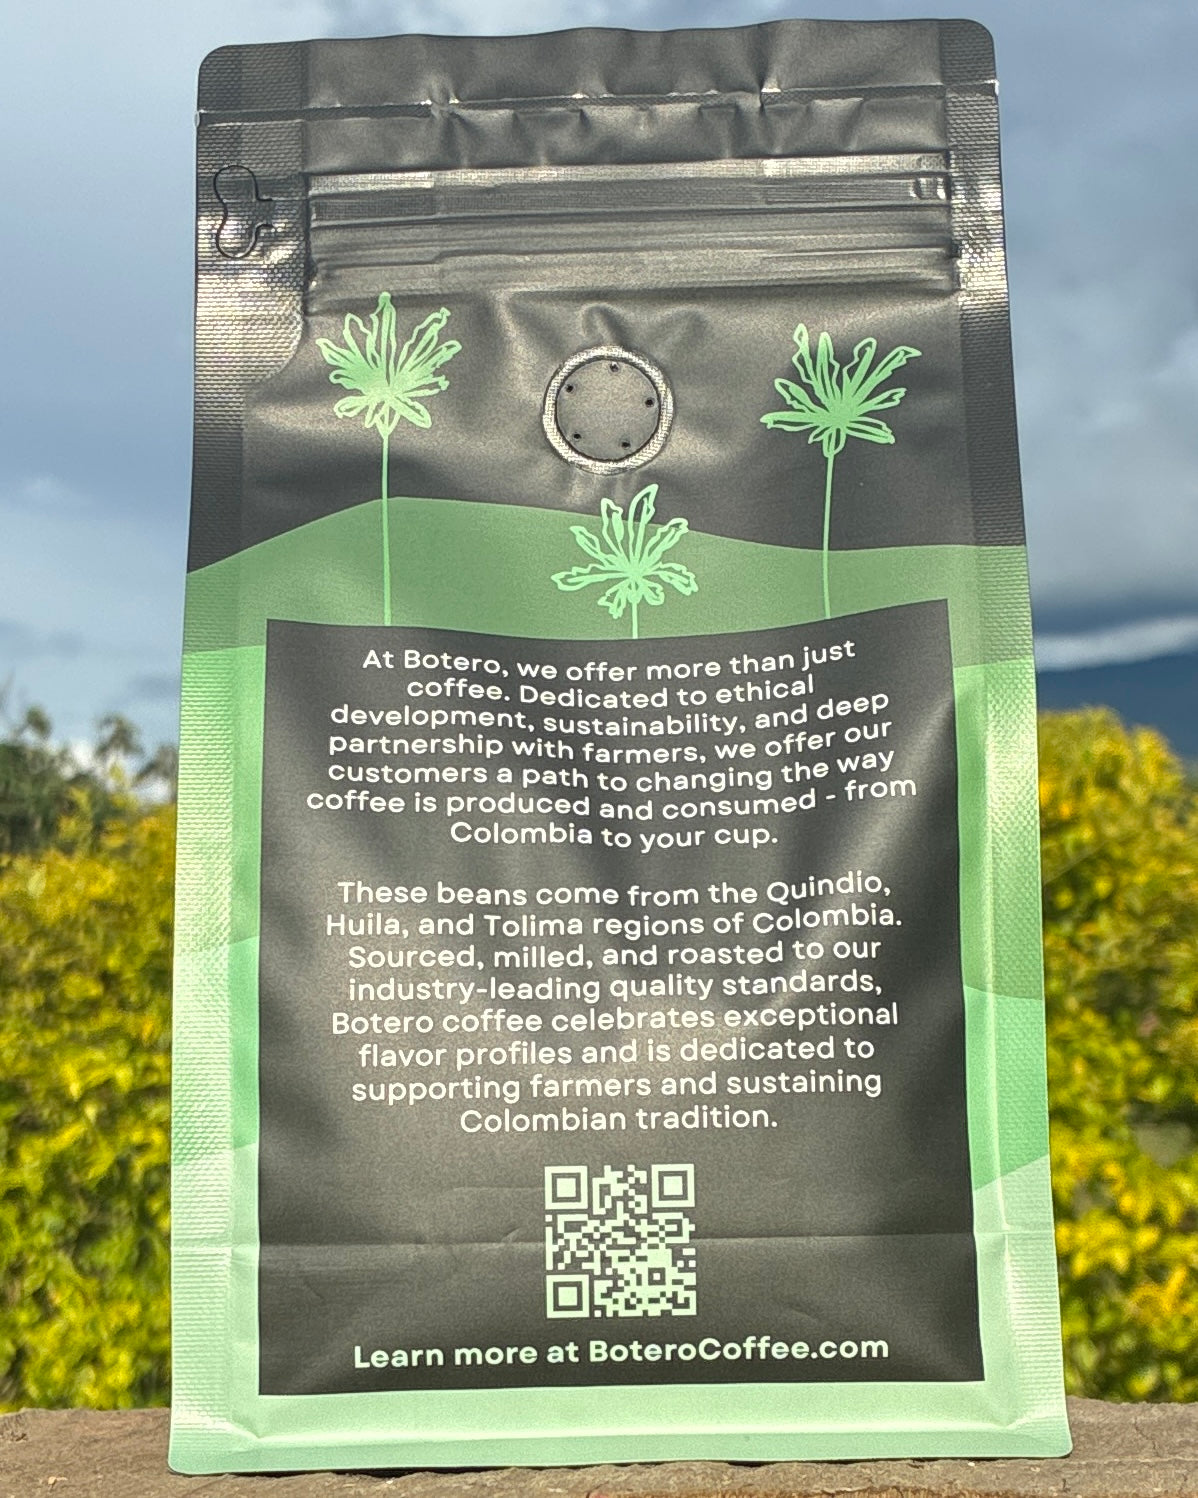 At Botero, we offer more than just
coffee. Dedicated to ethical
development, sustainability, and deep
partnership with farmers, we offer our
customers a path to changing the way
coffee is produced and consumed - from
Colombia to your cup.
These beans come from the Quindio,
Huila, and Tolima regions of Colombia.
Sourced, milled, and roasted to our
industry-leading quality standards,
Botero coffee celebrates exceptional
flavor profiles and is dedicated to
supporting farmers and sustaining
Colombian tradition.
Learn more at BoteroCoffee.com